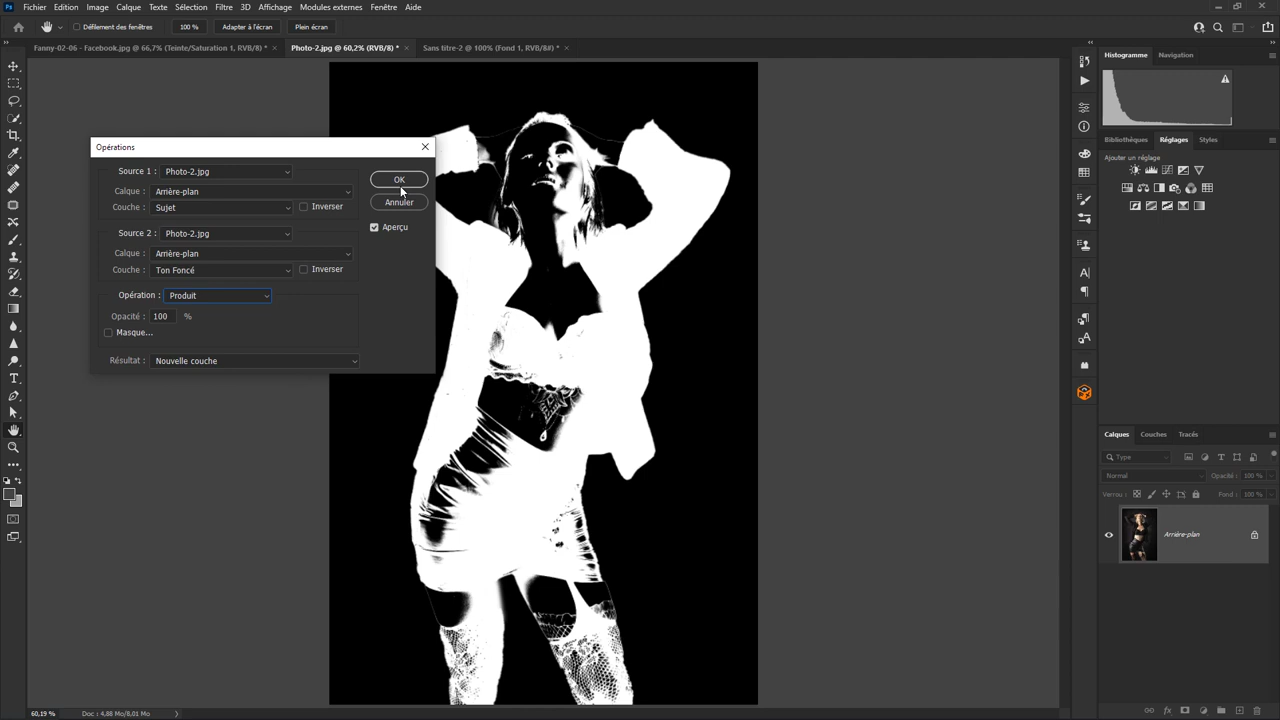 Ps Fichier Edition Image Calque Texte Sélection Filtre 3D Affichage Modules externes Fenêtre Aide
Défilement des fenêtres 100 % Adapter à l'écran Plein écran
Fanny-02-06 - Facebook.jpg @ 66,7% (Teinte/Saturation 1, RVB/8) * × Photo-2.jpg @ 60,2% (RVB/8) * × Sans titre-2 @ 100% (Fond 1, RVB/8#) * ×
Histogramme Navigation
Bibliothèques Réglages Styles
Ajouter un réglage
Opérations
Source 1 : Photo-2.jpg
OK
Calque : Arrière-plan
Annuler
Couche : Sujet Inverser
Aperçu
Source 2 : Photo-2.jpg
Calque : Arrière-plan
Couche : Ton Foncé Inverser
Opération : Produit
Opacité : 100 %
Masque...
Résultat : Nouvelle couche
Calques Couches Tracés
Type
Normal Opacité : 100 %
Verrou : Fond : 100 %
Arrière-plan
60,19 % Doc : 4,88 Mo/8,01 Mo